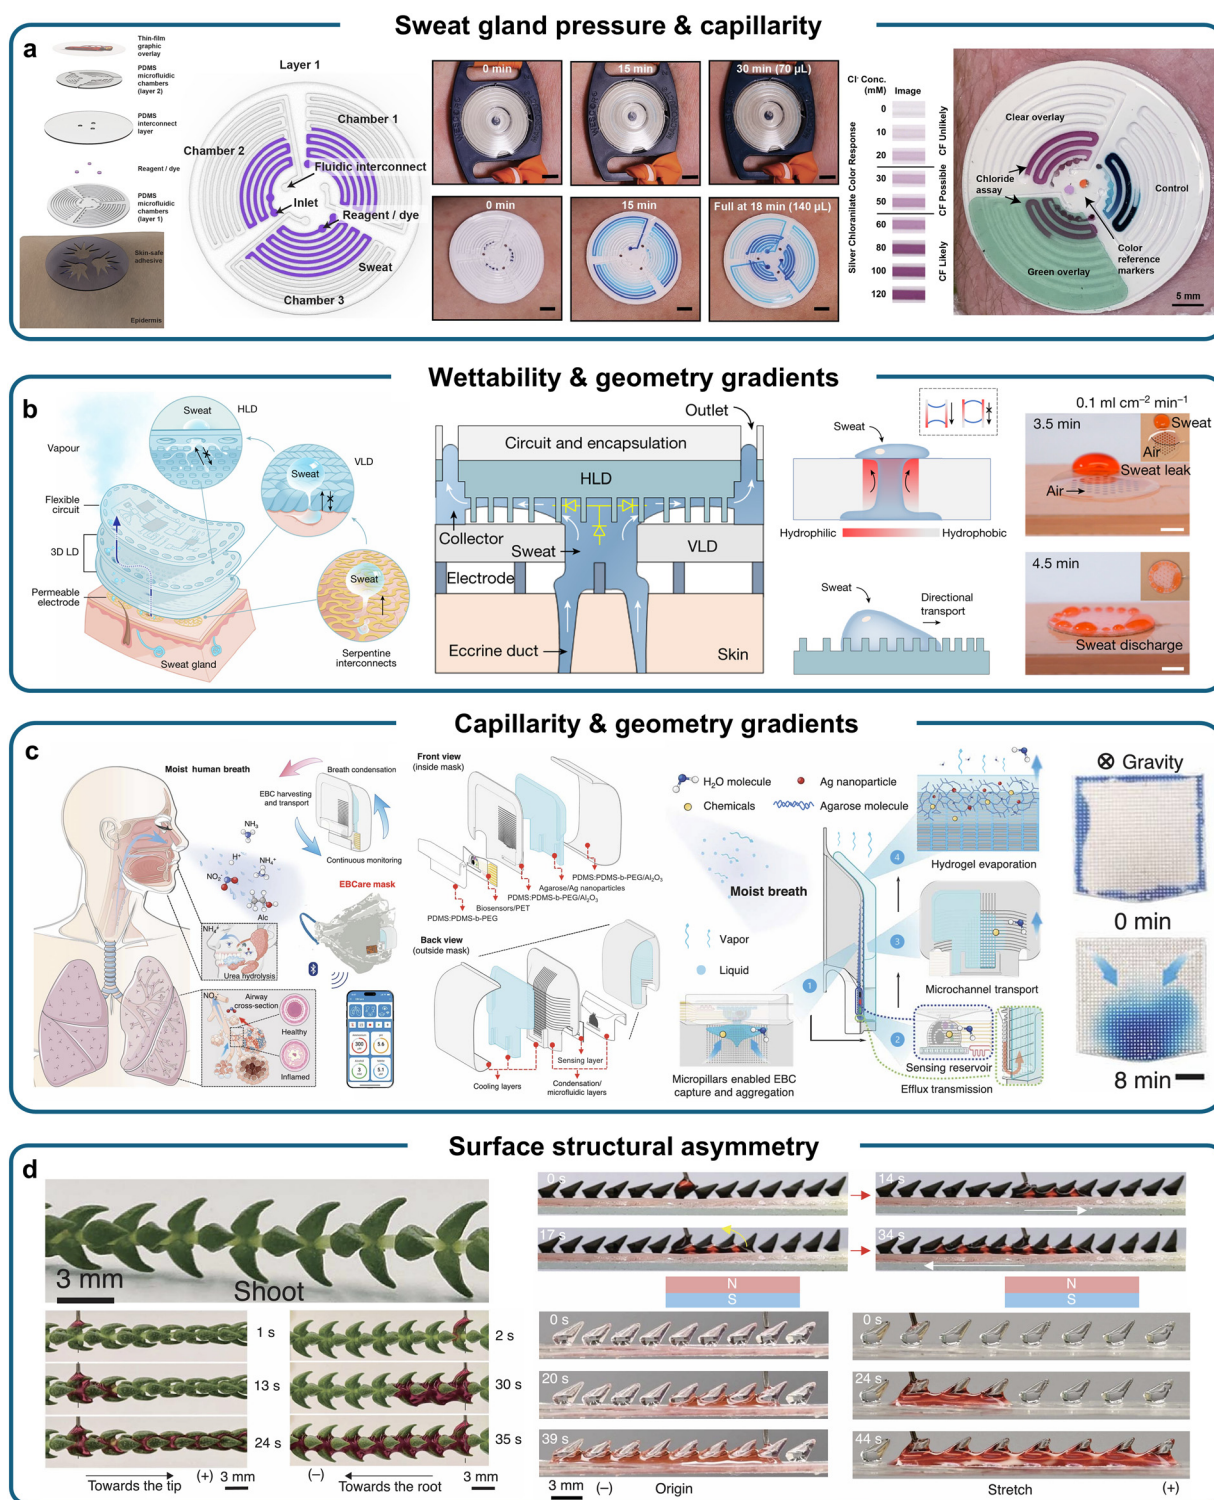 Sweat gland pressure & capillarity
a
Thin-film
graphic
overlay
PDMS
microfluidic
chambers
(layer 2)
PDMS
interconnect
layer
Reagent / dye
PDMS
microfluidic
chambers
(layer 1)
Skin-safe
adhesive
Epidermis
Layer 1
Chamber 1
Chamber 2
Fluidic interconnect
Inlet
Reagent / dye
Sweat
Chamber 3
0 min
15 min
30 min (70 µL)
0 min
15 min
Full at 18 min (140 µL)
Silver Chloranilate Color Response
Cl⁻ Conc.
(mM)
Image
0
10
20
30
50
60
80
100
120
CF Unlikely
CF Possible
CF Likely
Clear overlay
Chloride
assay
Control
Green overlay
Color
reference
markers
5 mm
Wettability & geometry gradients
b
Vapour
Sweat
HLD
Sweat
VLD
Flexible
circuit
3D LD
Permeable
electrode
Sweat
Sweat gland
Serpentine
interconnects
Outlet
Circuit and encapsulation
HLD
Collector
Sweat
VLD
Electrode
Eccrine duct
Skin
Sweat
Hydrophilic
Hydrophobic
Sweat
Directional
transport
0.1 ml cm⁻² min⁻¹
3.5 min
Sweat
Air
Sweat leak
Air
4.5 min
Sweat discharge
Capillarity & geometry gradients
c
Moist human breath
Breath condensation
EBC harvesting
and transport
Continuous monitoring
NH₃
H⁺
NH₄⁺
NO₂⁻
Alc
EBCare mask
NH₄⁺
Urea hydrolysis
NO₂⁻
Airway
cross-section
Healthy
Inflamed
Front view
(inside mask)
PDMS:PDMS-b-PEG/Al₂O₃
Agarose/Ag nanoparticles
PDMS:PDMS-b-PEG/Al₂O₃
Biosensors/PET
PDMS:PDMS-b-PEG
Back view
(outside mask)
Sensing layer
Cooling layers
Condensation/
microfluidic layers
H₂O molecule
Ag nanoparticle
Chemicals
Agarose molecule
Moist breath
Vapor
Liquid
1
2
3
4
Hydrogel evaporation
Microchannel transport
Sensing reservoir
Efflux transmission
Micropillars enabled EBC
capture and aggregation
Gravity
0 min
8 min
Surface structural asymmetry
d
3 mm
Shoot
1 s
13 s
24 s
2 s
30 s
35 s
Towards the tip
(+)
3 mm
(−)
Towards the root
3 mm
0 s
14 s
17 s
34 s
N
S
N
S
0 s
20 s
39 s
0 s
24 s
44 s
3 mm
(−)
Origin
Stretch
(+)